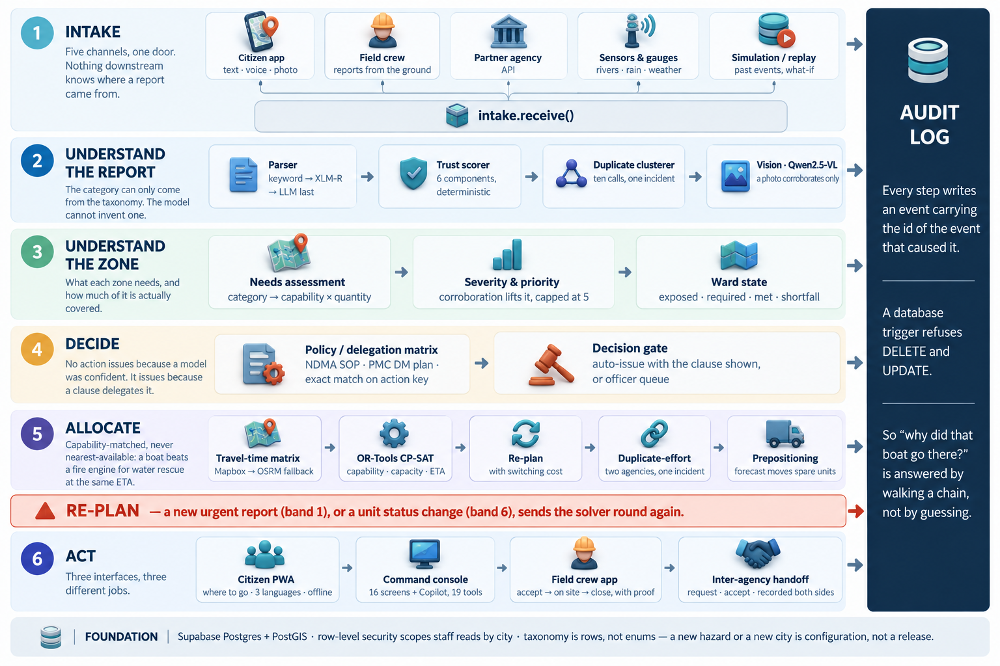 1
INTAKE
Five channels, one door.
Nothing downstream
knows where a report
came from.
Citizen app
text · voice · photo
Field crew
reports from the ground
Partner agency
API
Sensors & gauges
rivers · rain · weather
Simulation / replay
past events, what-if
intake.receive()
2
UNDERSTAND
THE REPORT
The category can only come
from the taxonomy. The model
cannot invent one.
Parser
keyword → XLM-R
→ LLM last
Trust scorer
6 components,
deterministic
Duplicate clusterer
ten calls, one incident
Vision · Qwen2.5-VL
a photo corroborates only
3
UNDERSTAND
THE ZONE
What each zone needs, and
how much of it is actually
covered.
Needs assessment
category → capability × quantity
Severity & priority
corroboration lifts it, capped at 5
Ward state
exposed · required · met · shortfall
4
DECIDE
No action issues because a model
was confident. It issues because
a clause delegates it.
Policy / delegation matrix
NDMA SOP · PMC DM plan ·
exact match on action key
Decision gate
auto-issue with the clause shown,
or officer queue
5
ALLOCATE
Capability-matched, never
nearest-available: a boat beats
a fire engine for water rescue
at the same ETA.
Travel-time matrix
Mapbox → OSRM fallback
OR-Tools CP-SAT
capability · capacity · ETA
Re-plan
with switching cost
Duplicate-effort
two agencies, one incident
Prepositioning
forecast moves spare units
RE-PLAN — a new urgent report (band 1), or a unit status change (band 6), sends the solver round again.
6
ACT
Three interfaces, three
different jobs.
Citizen PWA
where to go · 3 languages · offline
Command console
16 screens + Copilot, 19 tools
Field crew app
accept → on site → close, with proof
Inter-agency handoff
request · accept · recorded both sides
AUDIT
LOG
Every step writes
an event carrying
the id of the event
that caused it.
A database
trigger refuses
DELETE and
UPDATE.
So “why did that
boat go there?”
is answered by
walking a chain,
not by guessing.
FOUNDATION | Supabase Postgres + PostGIS · row-level security scopes staff reads by city · taxonomy is rows, not enums — a new hazard or a new city is configuration, not a release.